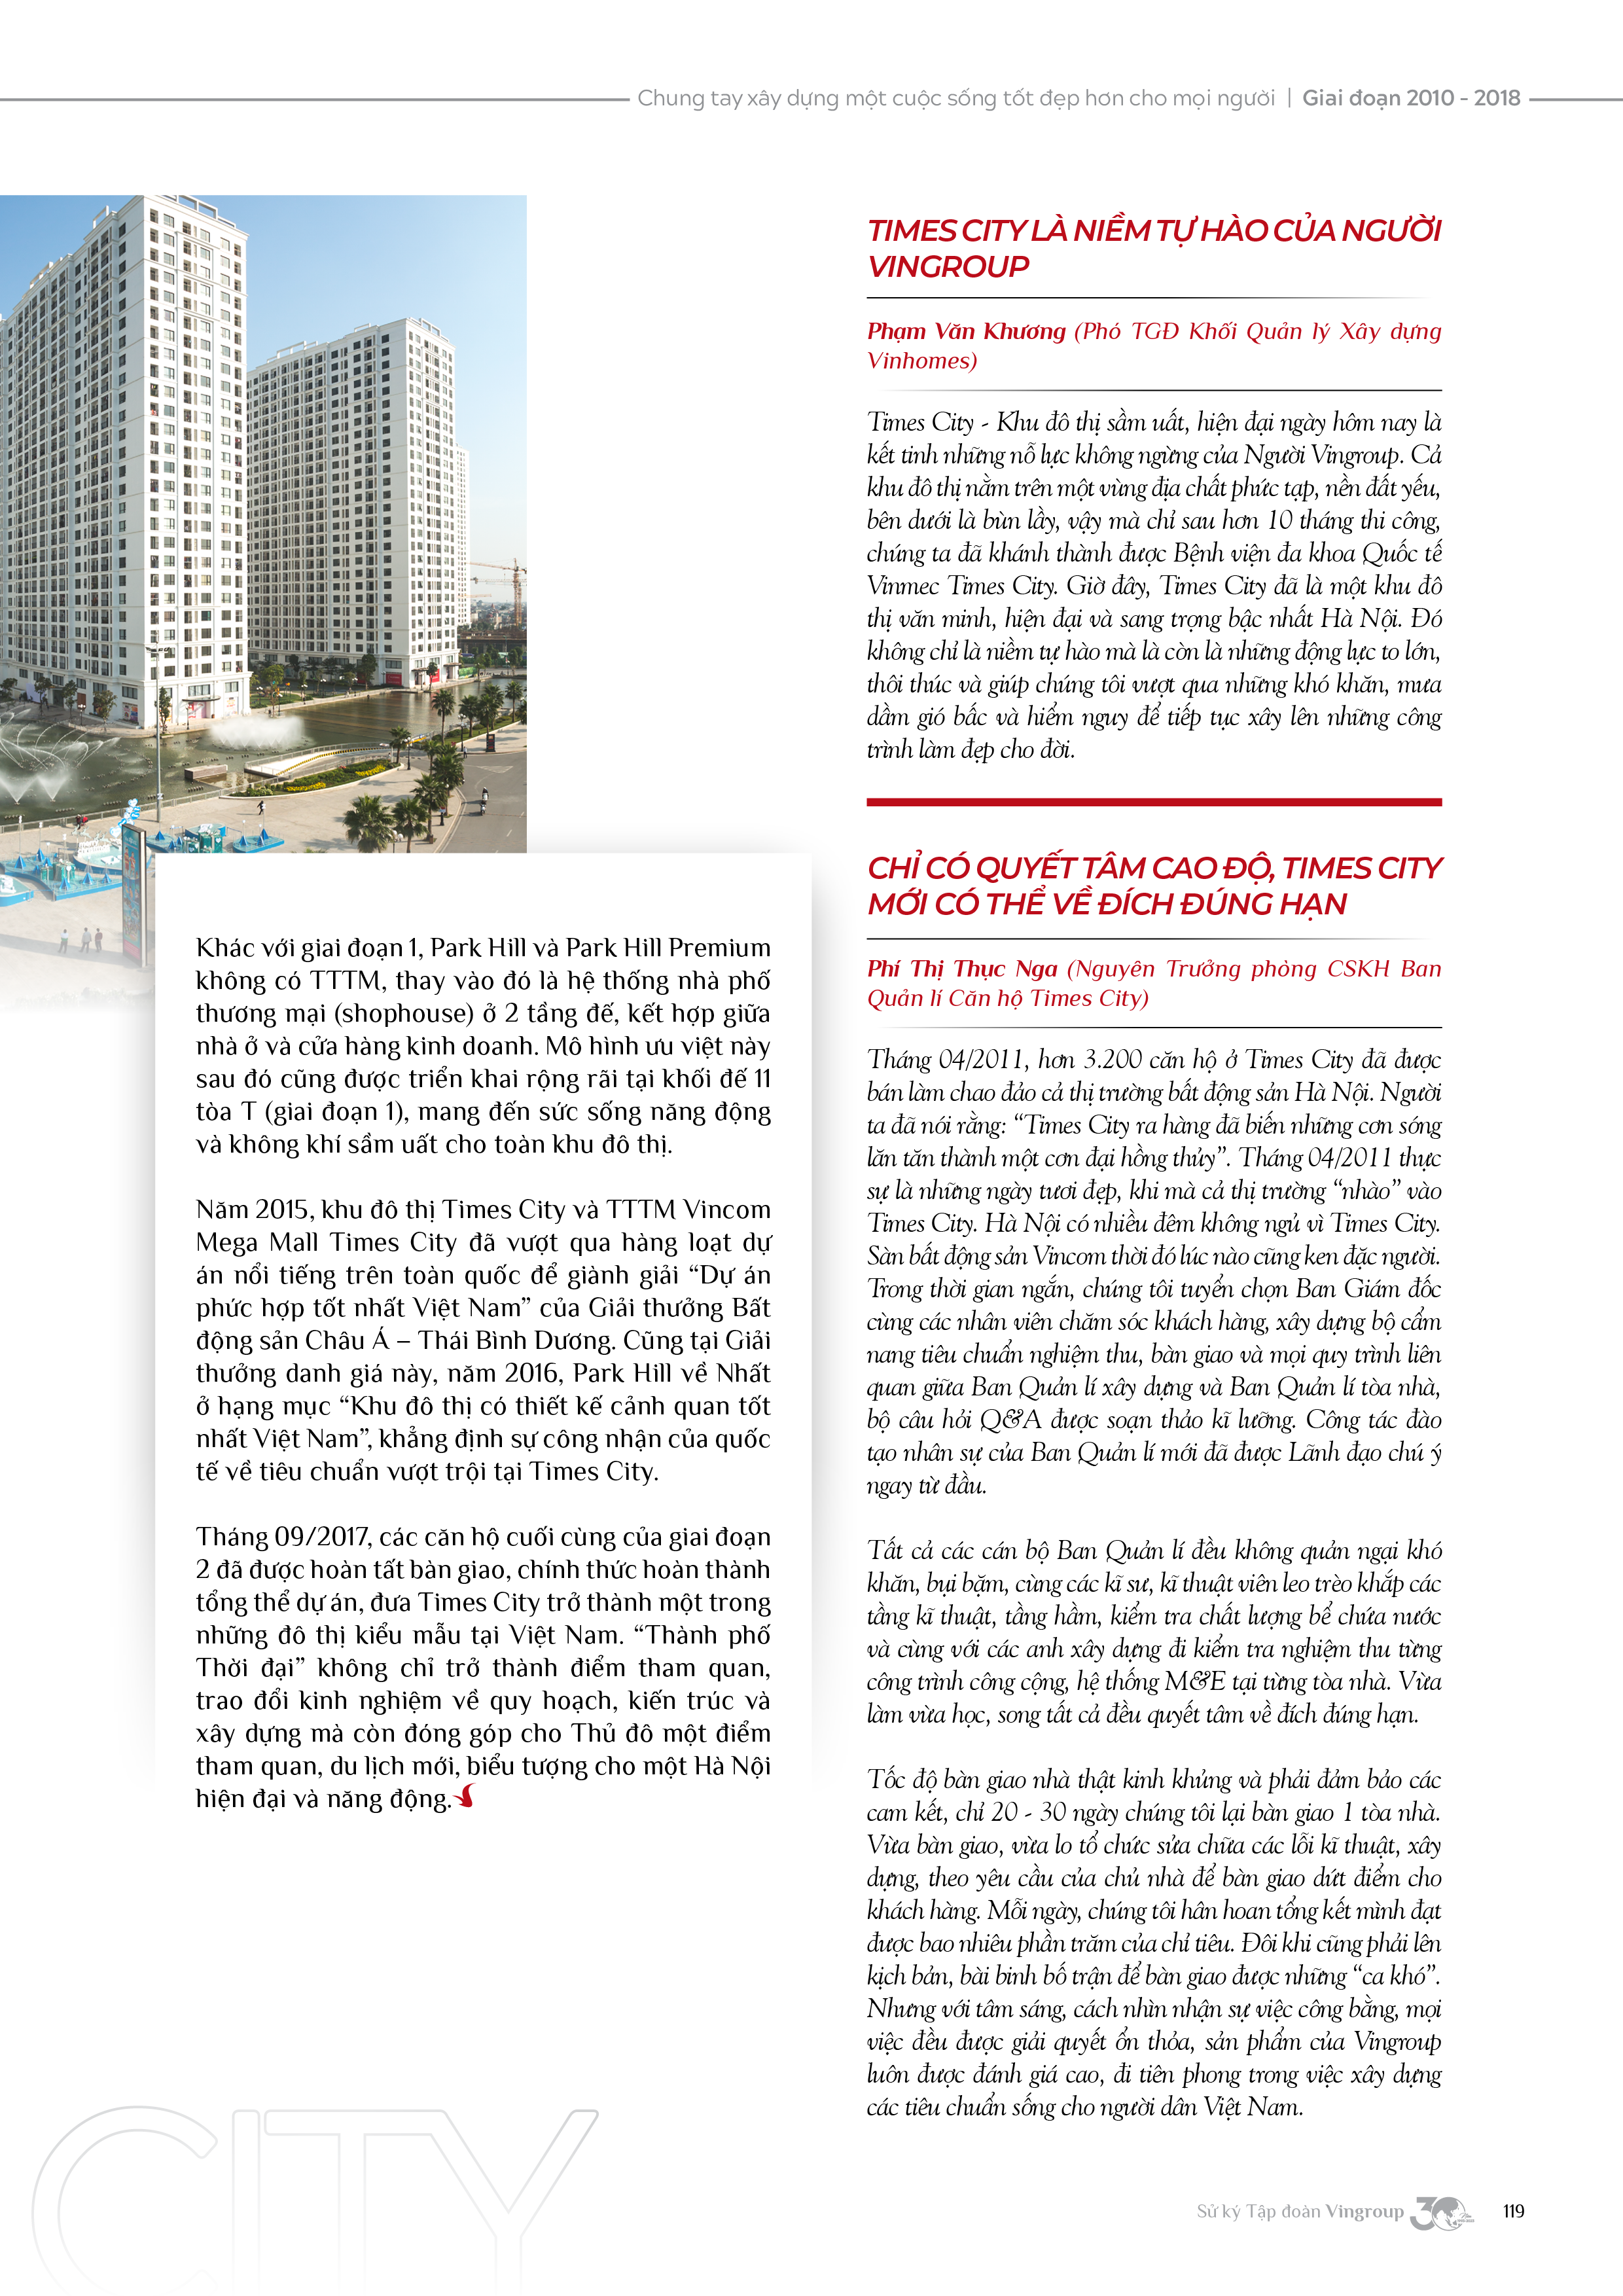 Chung tay xây dựng một cuộc sống tốt đẹp hơn cho mọi người | Giai đoạn 2010 - 2018
Khác với giai đoạn 1, Park Hill và Park Hill Premium
không có TTTM, thay vào đó là hệ thống nhà phố
thương mại (shophouse) ở 2 tầng đế, kết hợp giữa
nhà ở và cửa hàng kinh doanh. Mô hình ưu việt này
sau đó cũng được triển khai rộng rãi tại khối đế 11
tòa T (giai đoạn 1), mang đến sức sống năng động
và không khí sầm uất cho toàn khu đô thị.
Năm 2015, khu đô thị Times City và TTTM Vincom
Mega Mall Times City đã vượt qua hàng loạt dự
án nổi tiếng trên toàn quốc để giành giải “Dự án
phức hợp tốt nhất Việt Nam” của Giải thưởng Bất
động sản Châu Á – Thái Bình Dương. Cũng tại Giải
thưởng danh giá này, năm 2016, Park Hill về Nhất
ở hạng mục “Khu đô thị có thiết kế cảnh quan tốt
nhất Việt Nam”, khẳng định sự công nhận của quốc
tế về tiêu chuẩn vượt trội tại Times City.
Tháng 09/2017, các căn hộ cuối cùng của giai đoạn
2 đã được hoàn tất bàn giao, chính thức hoàn thành
tổng thể dự án, đưa Times City trở thành một trong
những đô thị kiểu mẫu tại Việt Nam. “Thành phố
Thời đại” không chỉ trở thành điểm tham quan,
trao đổi kinh nghiệm về quy hoạch, kiến trúc và
xây dựng mà còn đóng góp cho Thủ đô một điểm
tham quan, du lịch mới, biểu tượng cho một Hà Nội
hiện đại và năng động.
TIMES CITY LÀ NIỀM TỰ HÀO CỦA NGƯỜI
VINGROUP
Phạm Văn Khương (Phó TGĐ Khối Quản lý Xây dựng
Vinhomes)
Times City - Khu đô thị sầm uất, hiện đại ngày hôm nay là
kết tinh những nỗ lực không ngừng của Người Vingroup. Cả
khu đô thị nằm trên một vùng địa chất phức tạp, nền đất yếu,
bên dưới là bùn lầy, vậy mà chỉ sau hơn 10 tháng thi công,
chúng ta đã khánh thành được Bệnh viện đa khoa Quốc tế
Vinmec Times City. Giờ đây, Times City đã là một khu đô
thị văn minh, hiện đại và sang trọng bậc nhất Hà Nội. Đó
không chỉ là niềm tự hào mà là còn là những động lực to lớn,
thôi thúc và giúp chúng tôi vượt qua những khó khăn, mưa
dầm gió bấc và hiểm nguy để tiếp tục xây lên những công
trình làm đẹp cho đời.
CHỈ CÓ QUYẾT TÂM CAO ĐỘ, TIMES CITY
MỚI CÓ THỂ VỀ ĐÍCH ĐÚNG HẠN
Phí Thị Thục Nga (Nguyên Trưởng phòng CSKH Ban
Quản lí Căn hộ Times City)
Tháng 04/2011, hơn 3.200 căn hộ ở Times City đã được
bán làm chao đảo cả thị trường bất động sản Hà Nội. Người
ta đã nói rằng: “Times City ra hàng đã biến những cơn sóng
lăn tăn thành một cơn đại hồng thủy”. Tháng 04/2011 thực
sự là những ngày tươi đẹp, khi mà cả thị trường “nhào” vào
Times City. Hà Nội có nhiều đêm không ngủ vì Times City.
Sàn bất động sản Vincom thời đó lúc nào cũng ken đặc người.
Trong thời gian ngắn, chúng tôi tuyển chọn Ban Giám đốc
cùng các nhân viên chăm sóc khách hàng, xây dựng bộ cẩm
nang tiêu chuẩn nghiệm thu, bàn giao và mọi quy trình liên
quan giữa Ban Quản lí xây dựng và Ban Quản lí tòa nhà,
bộ câu hỏi Q&A được soạn thảo kĩ lưỡng. Công tác đào
tạo nhân sự của Ban Quản lí mới đã được Lãnh đạo chú ý
ngay từ đầu.
Tất cả các cán bộ Ban Quản lí đều không quản ngại khó
khăn, bụi bặm, cùng các kĩ sư, kĩ thuật viên leo trèo khắp các
tầng kĩ thuật, tầng hầm, kiểm tra chất lượng bể chứa nước
và cùng với các anh xây dựng đi kiểm tra nghiệm thu từng
công trình công cộng, hệ thống M&E tại từng tòa nhà. Vừa
làm vừa học, song tất cả đều quyết tâm về đích đúng hạn.
Tốc độ bàn giao nhà thật kinh khủng và phải đảm bảo các
cam kết, chỉ 20 - 30 ngày chúng tôi lại bàn giao 1 tòa nhà.
Vừa bàn giao, vừa lo tổ chức sửa chữa các lỗi kĩ thuật, xây
dựng, theo yêu cầu của chủ nhà để bàn giao dứt điểm cho
khách hàng. Mỗi ngày, chúng tôi hân hoan tổng kết mình đạt
được bao nhiêu phần trăm của chỉ tiêu. Đôi khi cũng phải lên
kịch bản, bài binh bố trận để bàn giao được những “ca khó”.
Nhưng với tâm sáng, cách nhìn nhận sự việc công bằng, mọi
việc đều được giải quyết ổn thỏa, sản phẩm của Vingroup
luôn được đánh giá cao, đi tiên phong trong việc xây dựng
các tiêu chuẩn sống cho người dân Việt Nam.
CITY
Sử ký Tập đoàn Vingroup 30 119